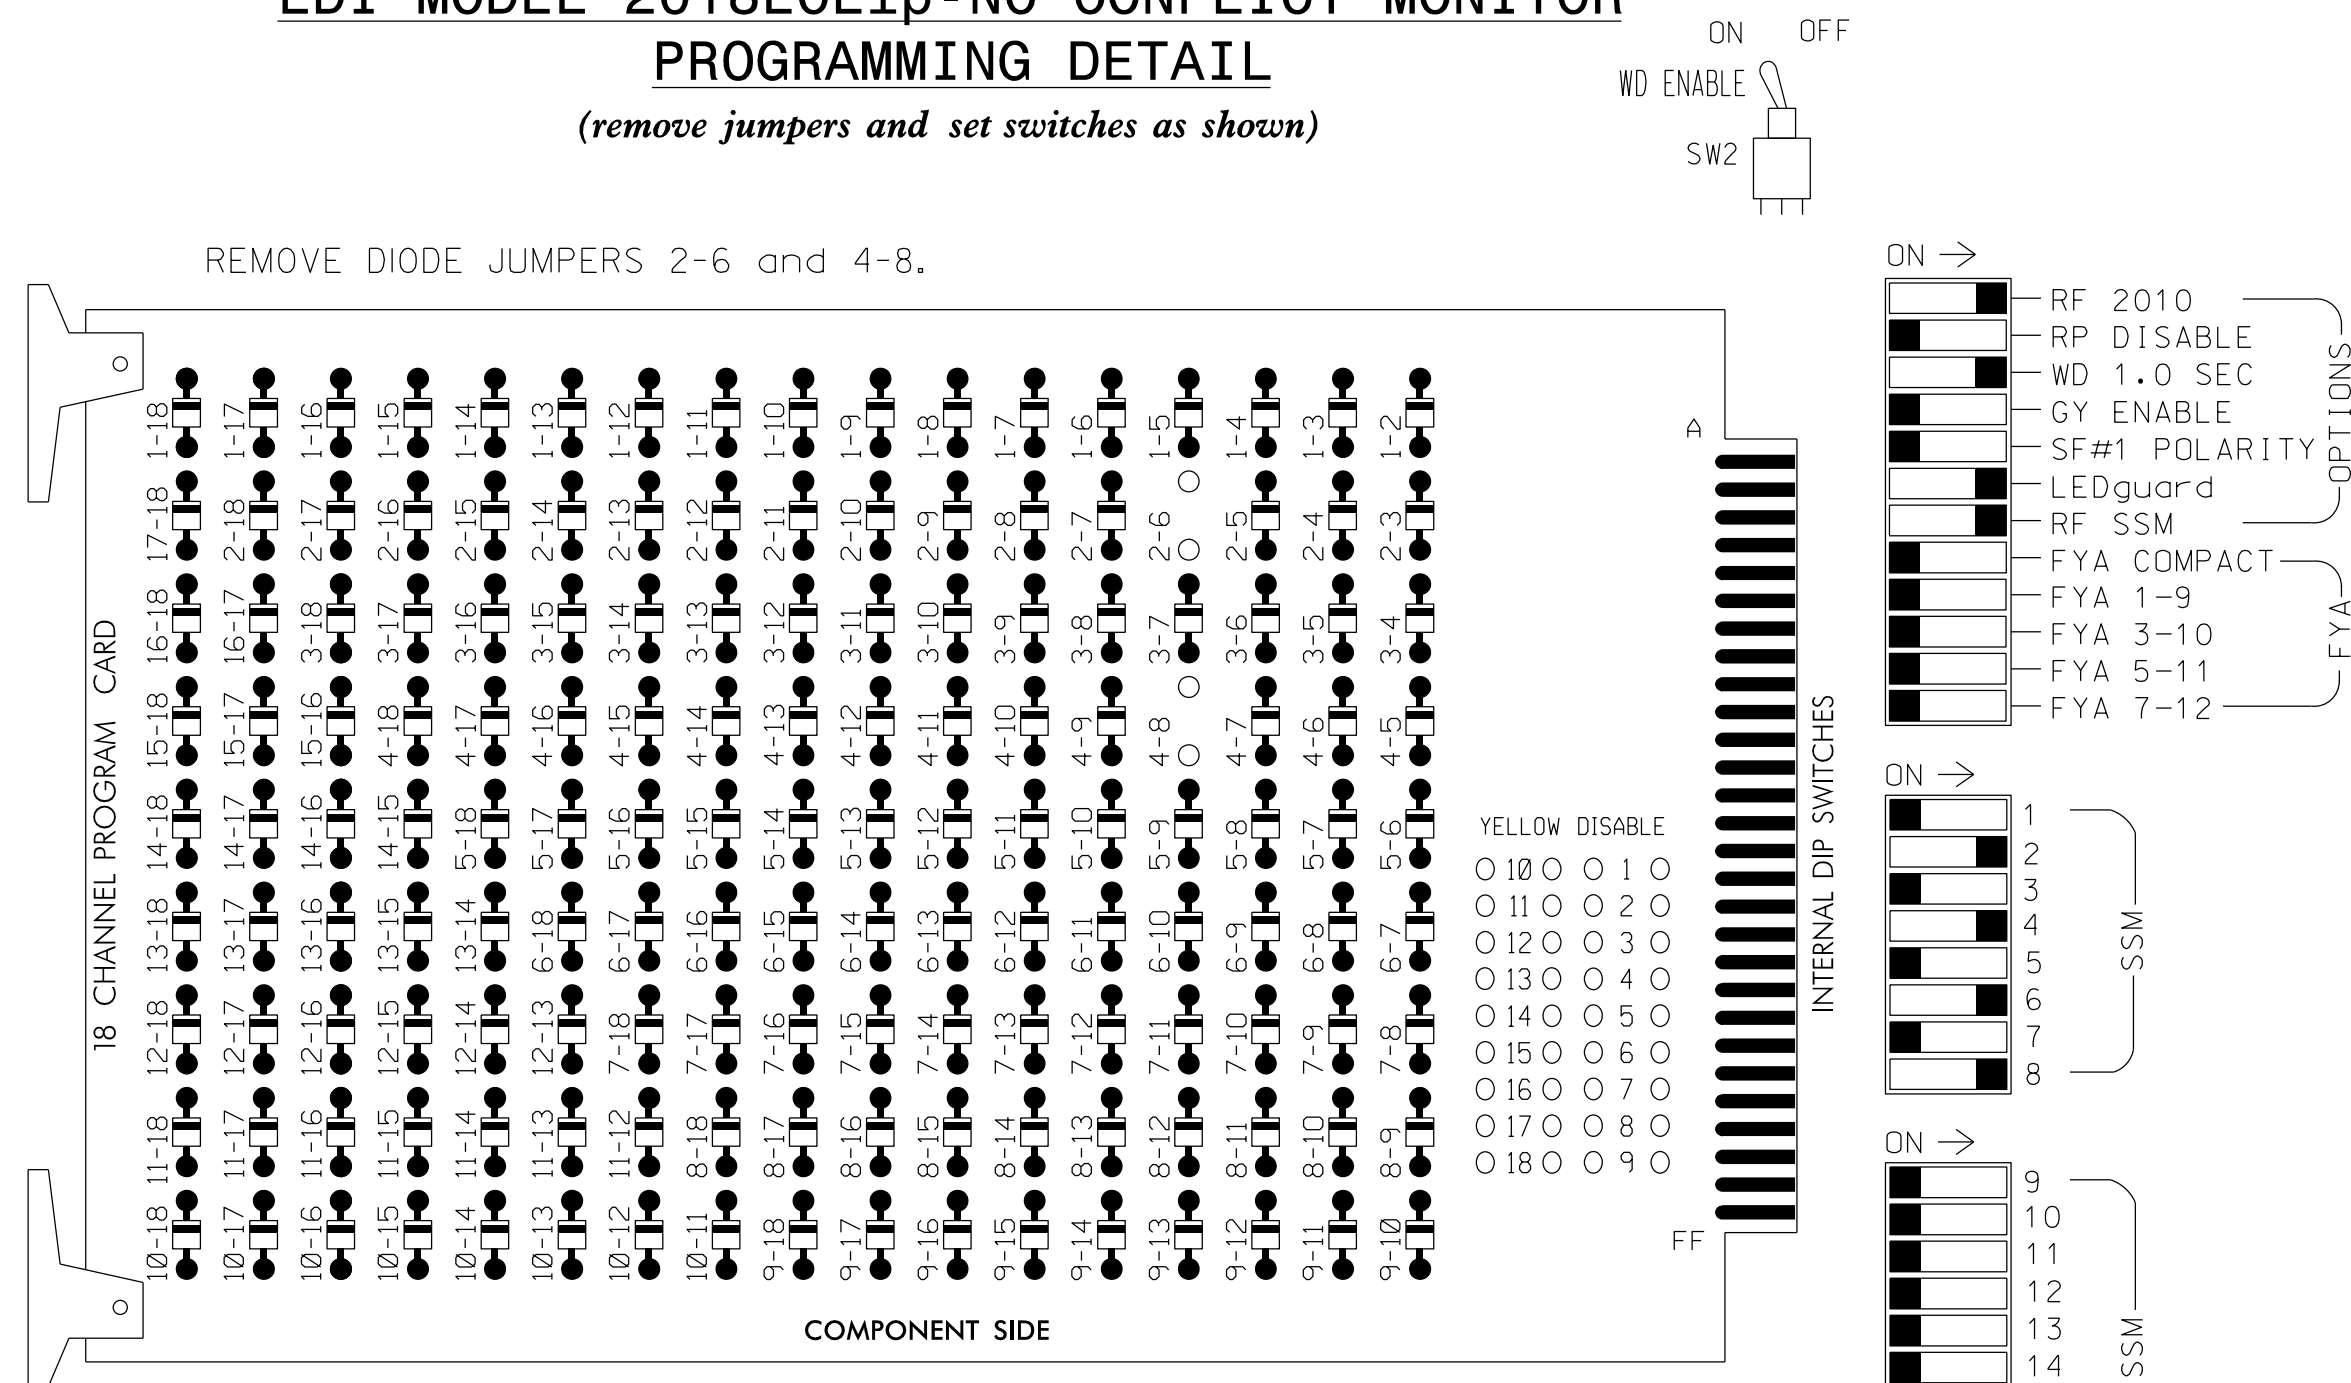 PROGRAMMING DETAIL
(remove jumpers and set switches as shown)
ON OFF
WD ENABLE
SW2
REMOVE DIODE JUMPERS 2-6 and 4-8.
18 CHANNEL PROGRAM CARD
1-18 1-17 1-16 1-15 1-14 1-13 1-12 1-11 1-10 1-9 1-8 1-7 1-6 1-5 1-4 1-3 1-2
17-18 2-18 2-17 2-16 2-15 2-14 2-13 2-12 2-11 2-10 2-9 2-8 2-7 2-6 2-5 2-4 2-3
16-18 16-17 3-18 3-17 3-16 3-15 3-14 3-13 3-12 3-11 3-10 3-9 3-8 3-7 3-6 3-5 3-4
15-18 15-17 15-16 4-18 4-17 4-16 4-15 4-14 4-13 4-12 4-11 4-10 4-9 4-8 4-7 4-6 4-5
14-18 14-17 14-16 14-15 5-18 5-17 5-16 5-15 5-14 5-13 5-12 5-11 5-10 5-9 5-8 5-7 5-6
13-18 13-17 13-16 13-15 13-14 6-18 6-17 6-16 6-15 6-14 6-13 6-12 6-11 6-10 6-9 6-8 6-7
12-18 12-17 12-16 12-15 12-14 12-13 7-18 7-17 7-16 7-15 7-14 7-13 7-12 7-11 7-10 7-9 7-8
11-18 11-17 11-16 11-15 11-14 11-13 11-12 8-18 8-17 8-16 8-15 8-14 8-13 8-12 8-11 8-10 8-9
10-18 10-17 10-16 10-15 10-14 10-13 10-12 10-11 9-18 9-17 9-16 9-15 9-14 9-13 9-12 9-11 9-10
COMPONENT SIDE
A
FF
YELLOW DISABLE
10 1
11 2
12 3
13 4
14 5
15 6
16 7
17 8
18 9
INTERNAL DIP SWITCHES
ON
RF 2010
RP DISABLE
WD 1.0 SEC
GY ENABLE
SF#1 POLARITY
LEDguard
RF SSM
OPTIONS
FYA COMPACT
FYA 1-9
FYA 3-10
FYA 5-11
FYA 7-12
FYA
ON
1
2
3
4
5
6
7
8
SSM
ON
9
10
11
12
13
14
SSM